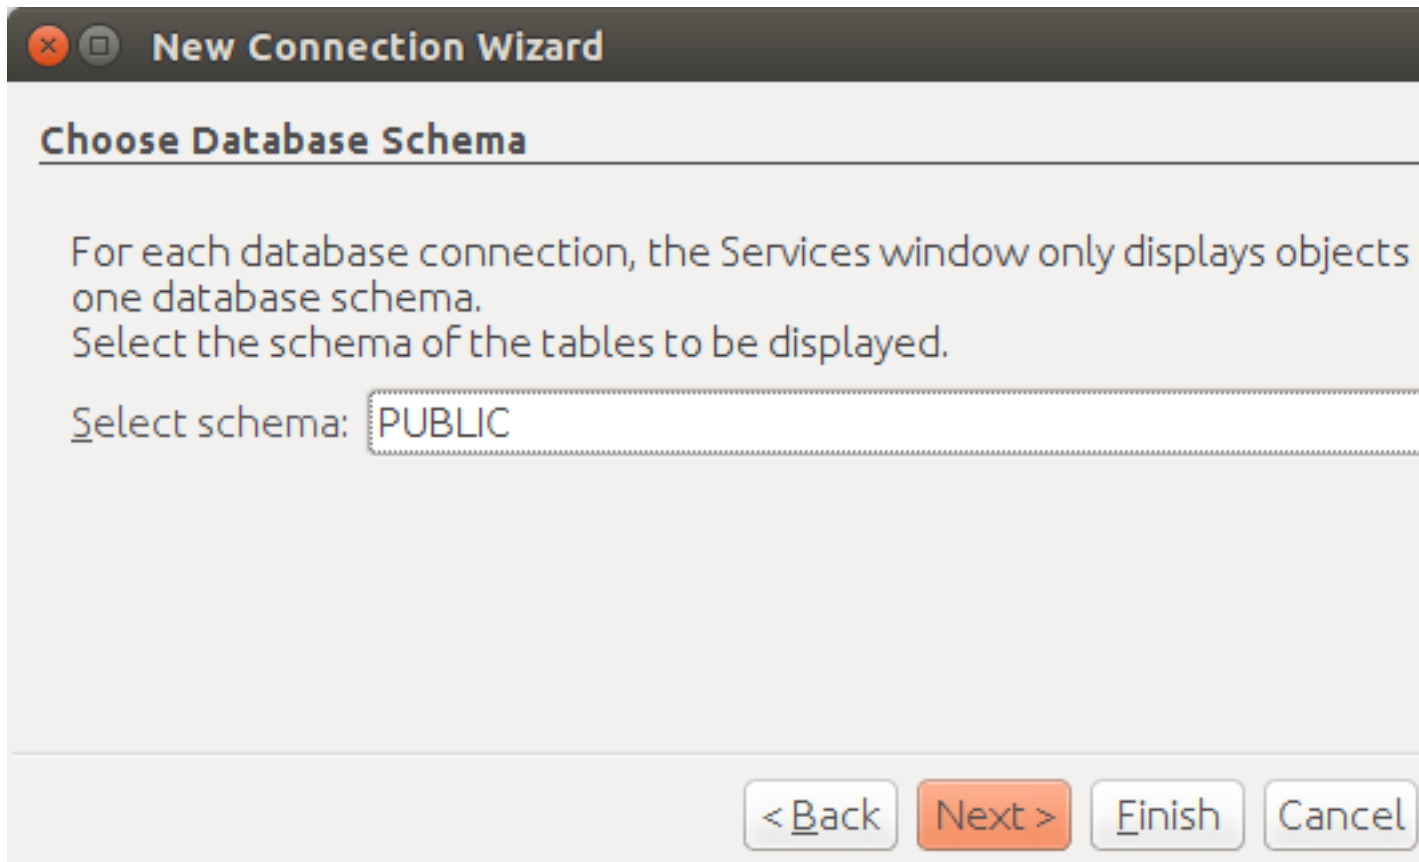 New Connection Wizard
Choose Database Schema
For each database connection, the Services window only displays objects
one database schema.
Select the schema of the tables to be displayed.
Select schema: PUBLIC
< Back Next > Finish Cancel